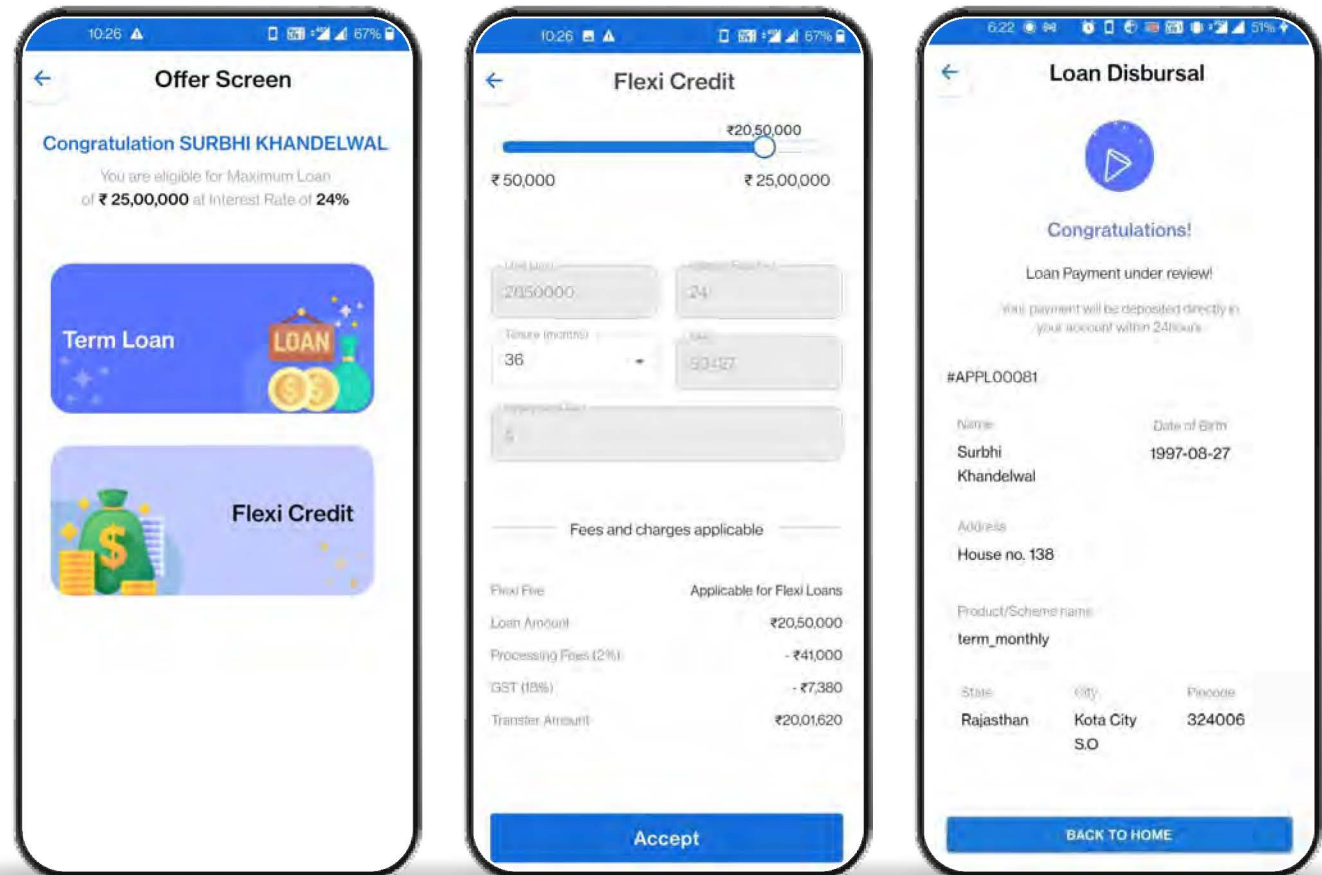 10:26
67%
Offer Screen
Congratulation SURBHI KHANDELWAL
You are eligible for Maximum Loan
of ₹ 25,00,000 at Interest Rate of 24%
Term Loan
LOAN
Flexi Credit
10:26
67%
Flexi Credit
₹20,50,000
₹ 50,000
₹ 25,00,000
2050000
24
Tenure (months)
36
Fees and charges applicable
Flexi Fee
Applicable for Flexi Loans
Loan Amount
₹20,50,000
Processing Fees (2%)
- ₹41,000
GST (18%)
- ₹7,380
Transfer Amount
₹20,01,620
Accept
6:22
51%
Loan Disbursal
Congratulations!
Loan Payment under review!
Your payment will be deposited directly in
your account within 24hours
#APPL00081
Name
Date of Birth
Surbhi
Khandelwal
1997-08-27
Address
House no. 138
Product/Scheme name
term_monthly
State
City
Pincode
Rajasthan
Kota City
S.O
324006
BACK TO HOME